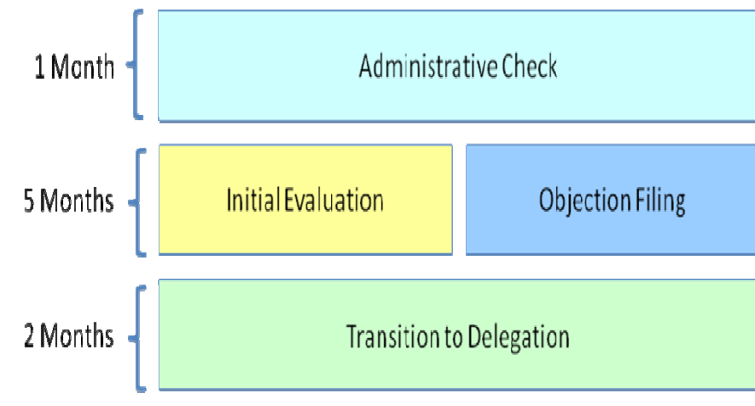 1 Month
Administrative Check
5 Months
Initial Evaluation
Objection Filing
2 Months
Transition to Delegation